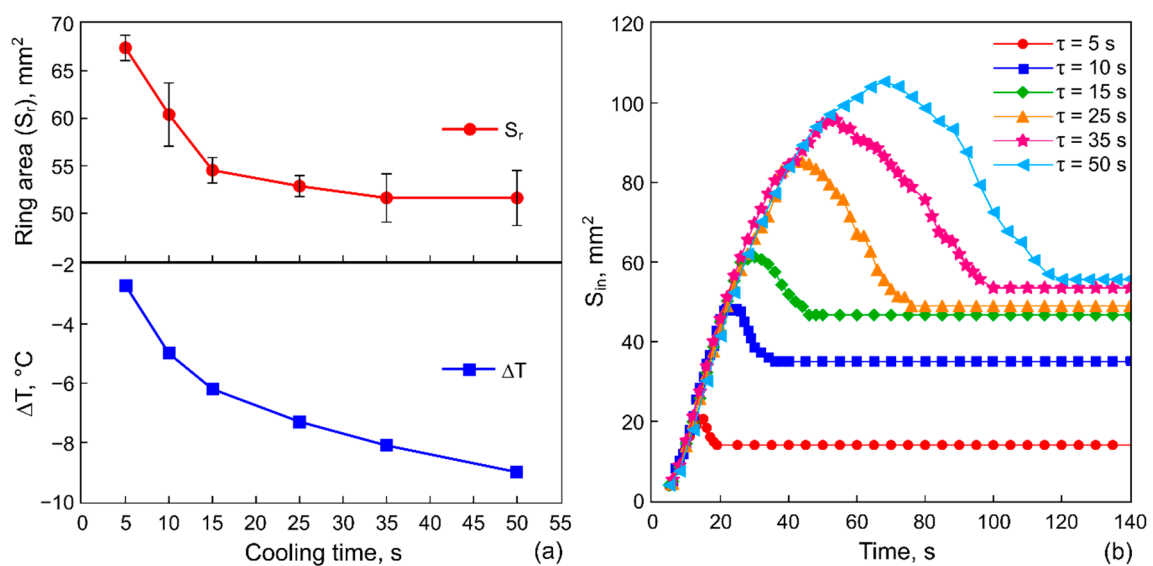 70
65
60
55
50
Ring area (Sr), mm²
Sr
−2
−4
−6
−8
−10
ΔT, °C
ΔT
0 5 10 15 20 25 30 35 40 45 50 55
Cooling time, s
(a)
120
100
80
60
40
20
0
Sin, mm²
τ = 5 s
τ = 10 s
τ = 15 s
τ = 25 s
τ = 35 s
τ = 50 s
0 20 40 60 80 100 120 140
Time, s
(b)